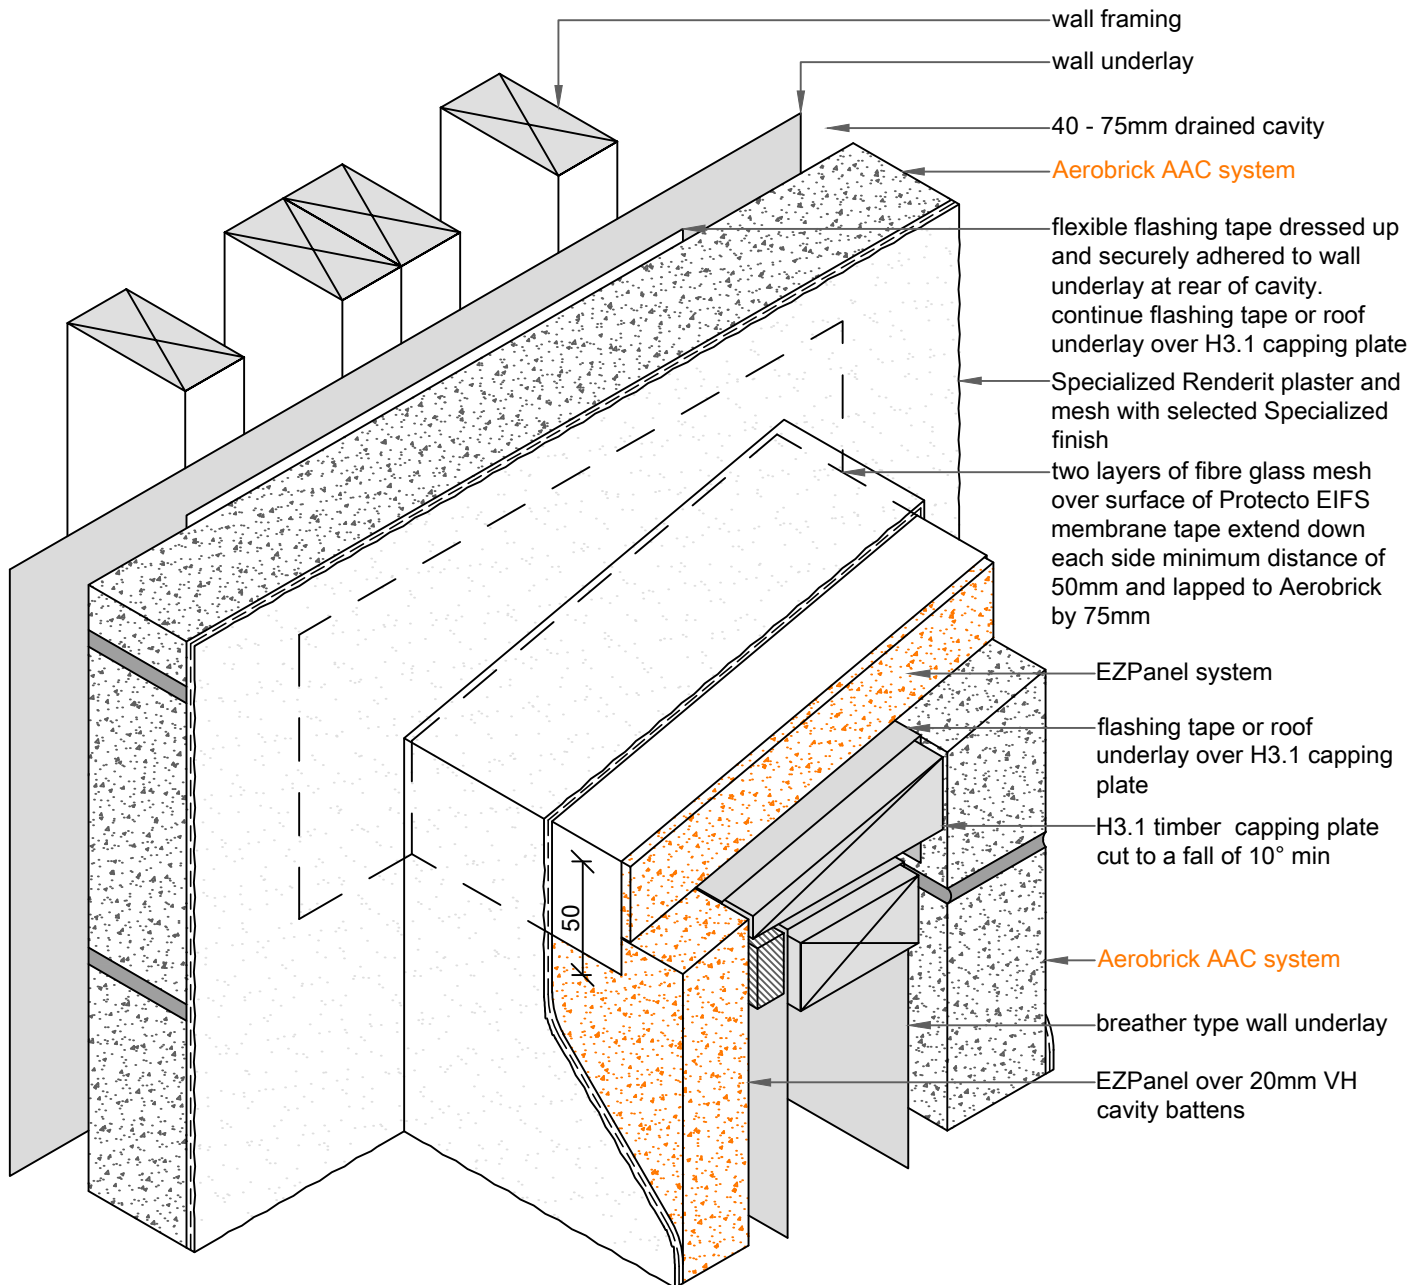 wall framing
wall underlay
40 - 75mm drained cavity
Aerobrick AAC system
flexible flashing tape dressed up
and securely adhered to wall
underlay at rear of cavity.
continue flashing tape or roof
underlay over H3.1 capping plate
Specialized Renderit plaster and
mesh with selected Specialized
finish
two layers of fibre glass mesh
over surface of Protecto EIFS
membrane tape extend down
each side minimum distance of
50mm and lapped to Aerobrick
by 75mm
EZPanel system
flashing tape or roof
underlay over H3.1 capping
plate
H3.1 timber capping plate
cut to a fall of 10° min
50
Aerobrick AAC system
breather type wall underlay
EZPanel over 20mm VH
cavity battens